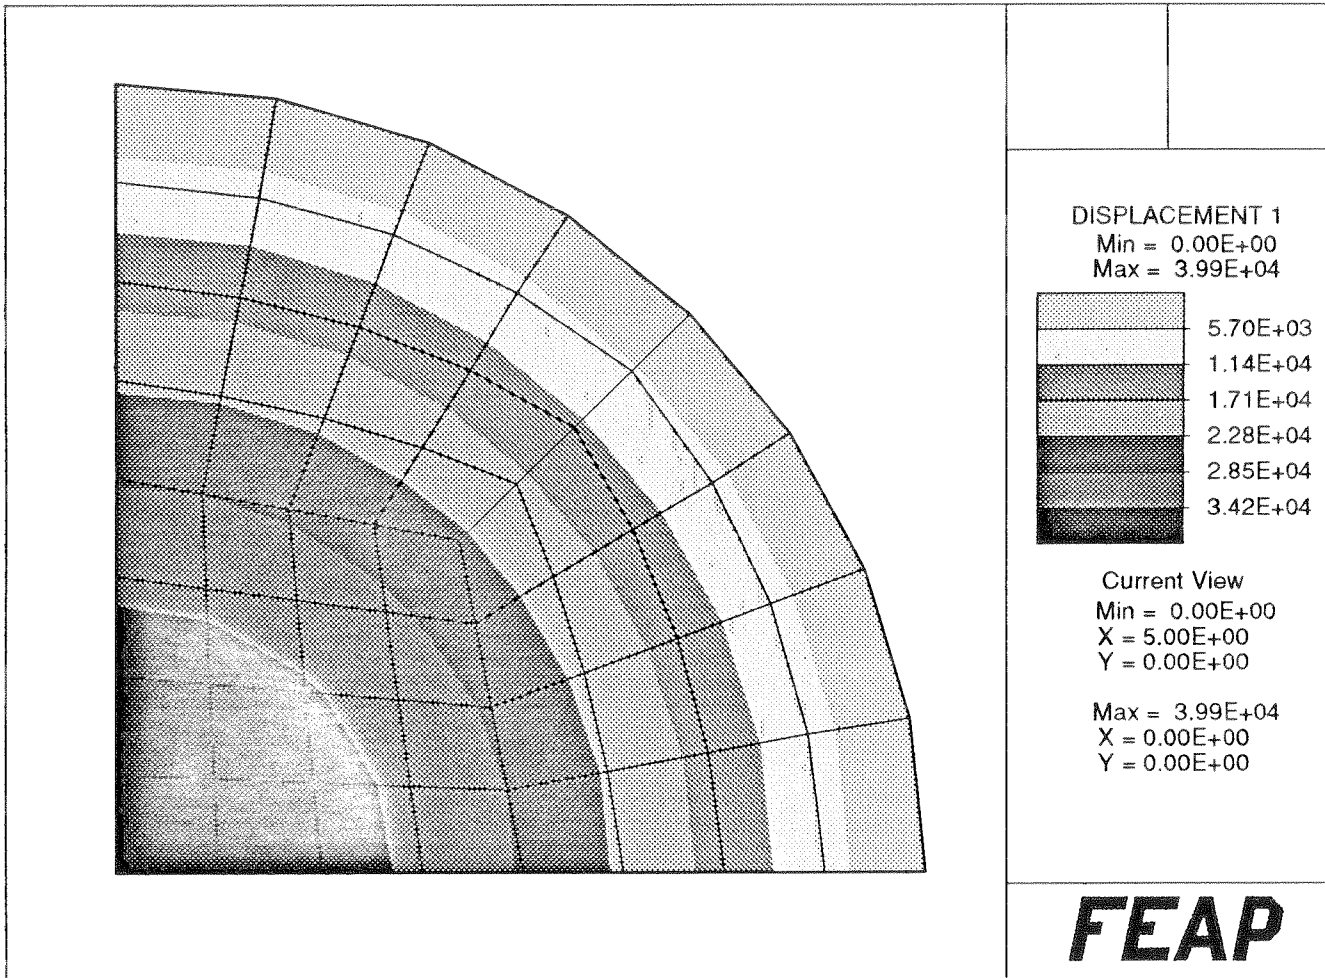 DISPLACEMENT 1
Min = 0.00E+00
Max = 3.99E+04
5.70E+03
1.14E+04
1.71E+04
2.28E+04
2.85E+04
3.42E+04
Current View
Min = 0.00E+00
X = 5.00E+00
Y = 0.00E+00
Max = 3.99E+04
X = 0.00E+00
Y = 0.00E+00
FEAP